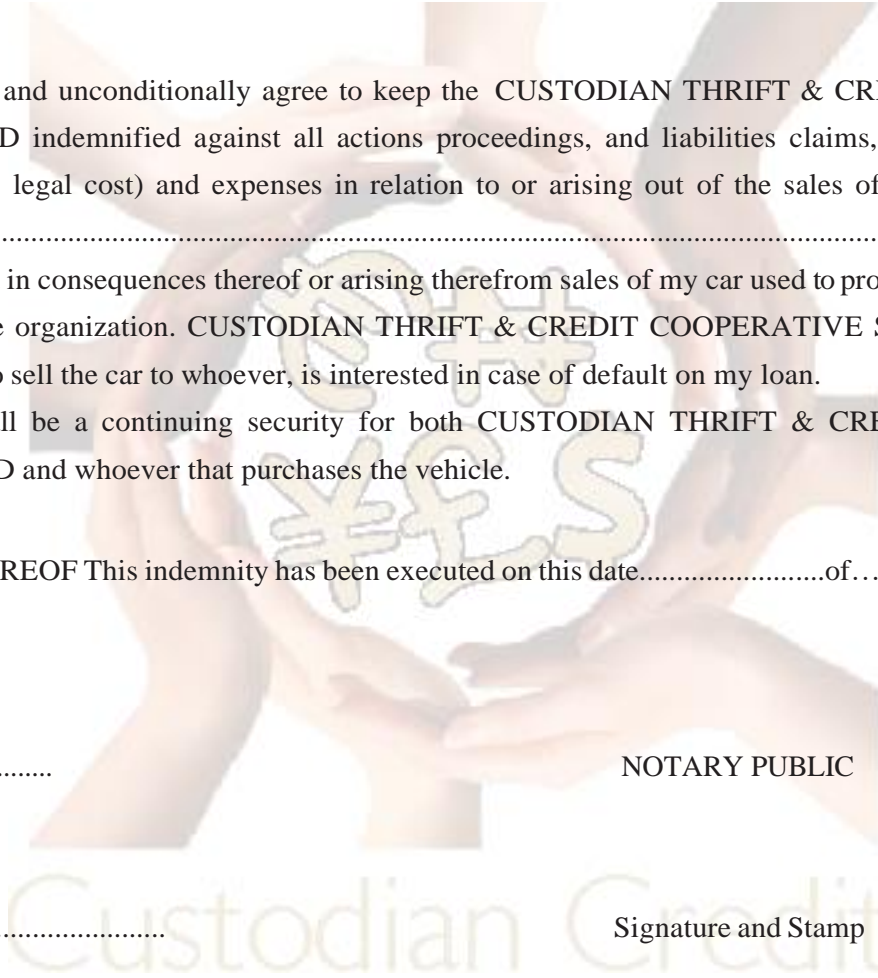 and unconditionally agree to keep the CUSTODIAN THRIFT & CRE
D indemnified against all actions proceedings, and liabilities claims,
legal cost) and expenses in relation to or arising out of the sales of
....................................................................................................................
in consequences thereof or arising therefrom sales of my car used to pro
e organization. CUSTODIAN THRIFT & CREDIT COOPERATIVE S
o sell the car to whoever, is interested in case of default on my loan.
ll be a continuing security for both CUSTODIAN THRIFT & CRE
D and whoever that purchases the vehicle.
REOF This indemnity has been executed on this date.........................of…
........ NOTARY PUBLIC
...................... Signature and Stamp
€ ₦
¥ £ $
Custodian Credit